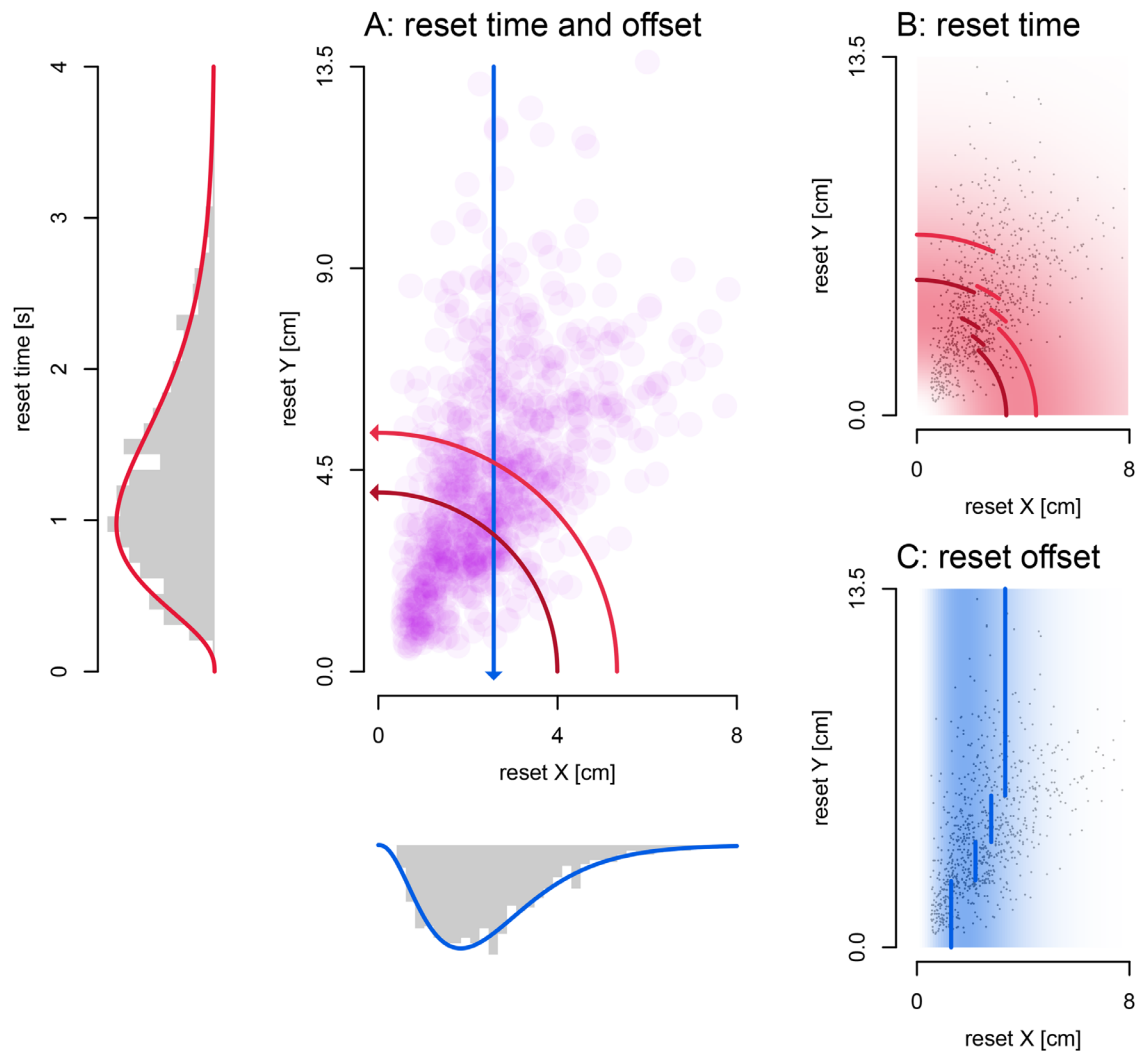 A: reset time and offset
reset time [s]
4
3
2
1
0
reset Y [cm]
13.5
9.0
4.5
0.0
0
4
8
reset X [cm]
B: reset time
reset Y [cm]
13.5
0.0
0
8
reset X [cm]
C: reset offset
reset Y [cm]
13.5
0.0
0
8
reset X [cm]